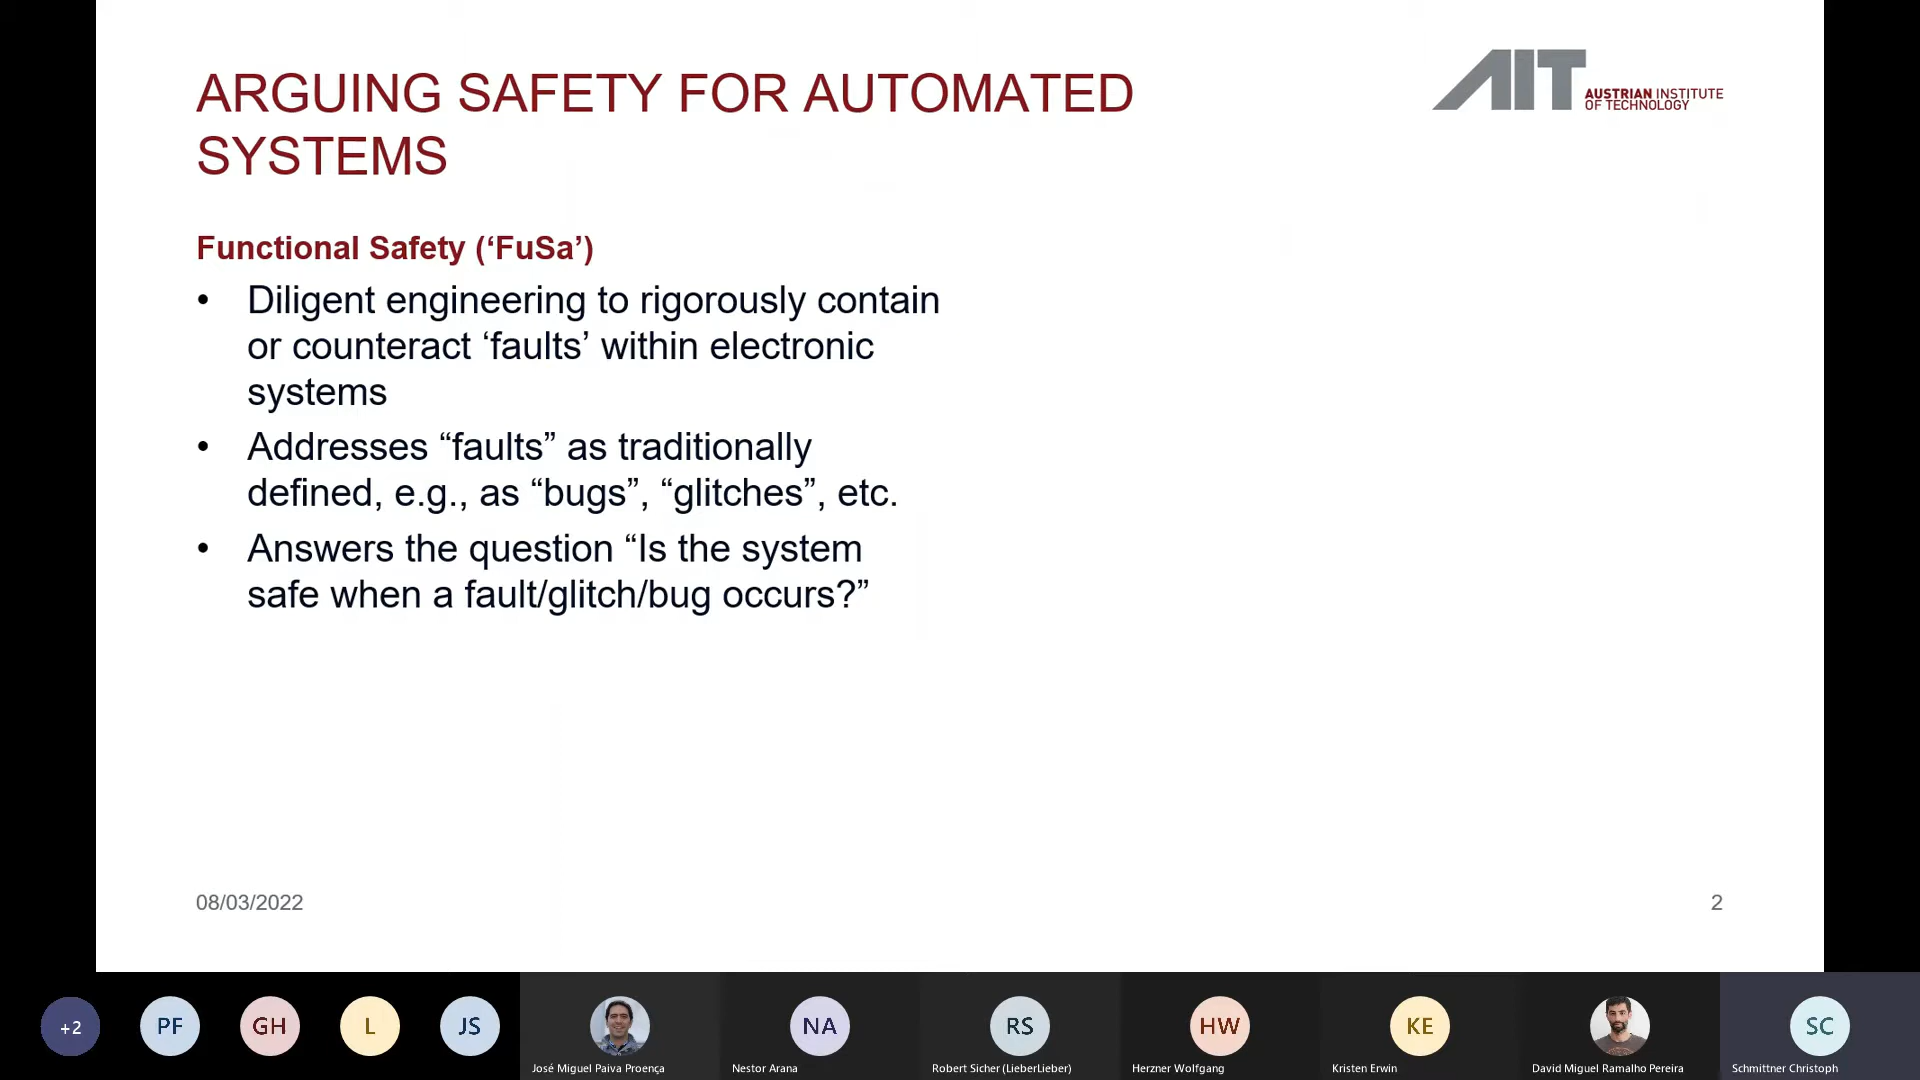 ARGUING SAFETY FOR AUTOMATED
SYSTEMS
AIT AUSTRIAN INSTITUTE
OF TECHNOLOGY
Functional Safety (‘FuSa’)
• Diligent engineering to rigorously contain
or counteract ‘faults’ within electronic
systems
• Addresses “faults” as traditionally
defined, e.g., as “bugs”, “glitches”, etc.
• Answers the question “Is the system
safe when a fault/glitch/bug occurs?”
08/03/2022
2
+2
PF
GH
L
JS
José Miguel Paiva Proença
NA
Nestor Arana
RS
Robert Sicher (LieberLieber)
HW
Herzner Wolfgang
KE
Kristen Erwin
David Miguel Ramalho Pereira
SC
Schmittner Christoph